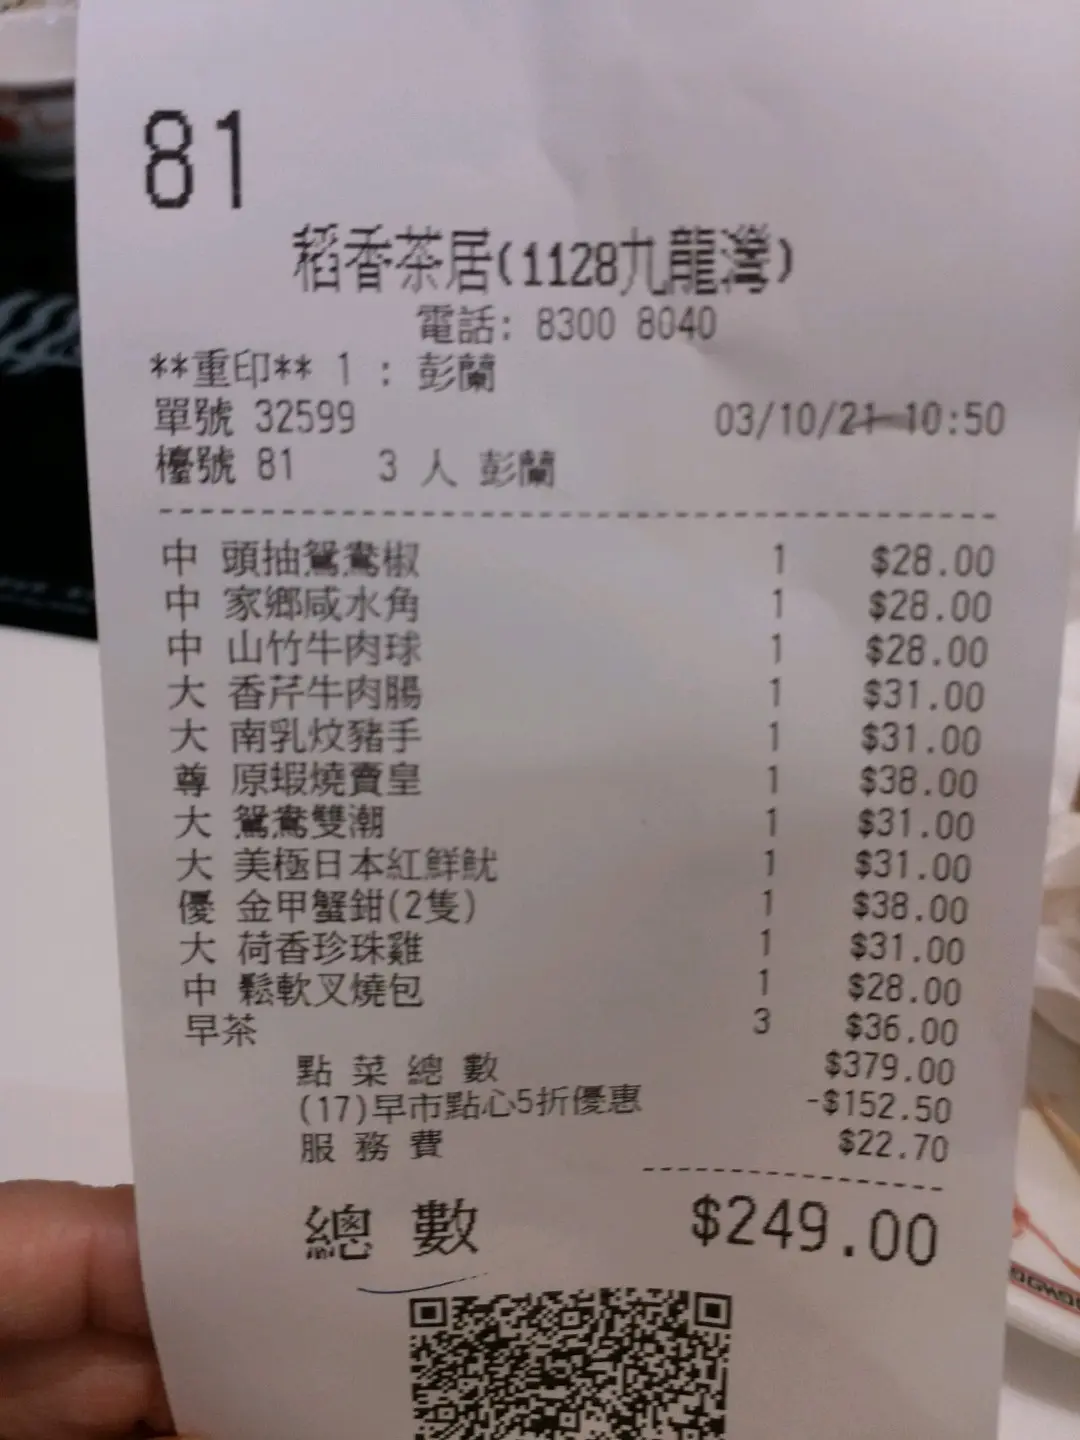 81
稻香茶居(1128九龍灣)
電話: 8300 8040
**重印** 1 : 彭蘭
單號 32599 03/10/21 10:50
檯號 81 3 人 彭蘭
中 頭抽鴛鴦椒 1 $28.00
中 家鄉咸水角 1 $28.00
中 山竹牛肉球 1 $28.00
大 香芹牛肉腸 1 $31.00
大 南乳炆豬手 1 $31.00
尊 原蝦燒賣皇 1 $38.00
大 鴛鴦雙潮 1 $31.00
大 美極日本紅鮮魷 1 $31.00
優 金甲蟹鉗(2隻) 1 $38.00
大 荷香珍珠雞 1 $31.00
中 鬆軟叉燒包 1 $28.00
早茶 3 $36.00
點 菜 總 數 $379.00
(17)早市點心5折優惠 -$152.50
服 務 費 $22.70
總 數 $249.00